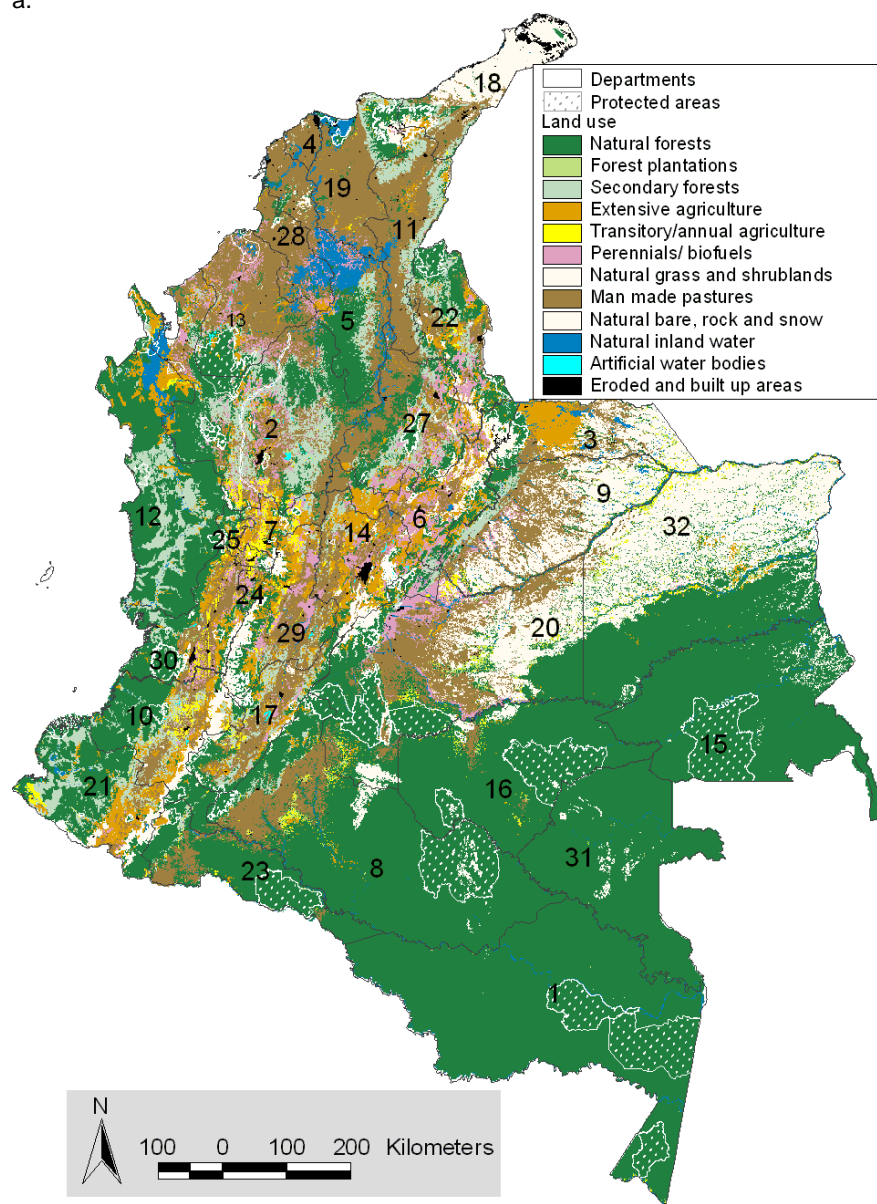 a.
18
Departments
Protected areas
Land use
Natural forests
Forest plantations
Secondary forests
Extensive agriculture
Transitory/annual agriculture
Perennials/ biofuels
Natural grass and shrublands
Man made pastures
Natural bare, rock and snow
Natural inland water
Artificial water bodies
Eroded and built up areas
4
19
28
11
13
5
22
2
27
3
9
12
32
25
7
14
6
24
29
20
30
10
17
15
21
16
23
8
31
1
N
100 0 100 200 Kilometers